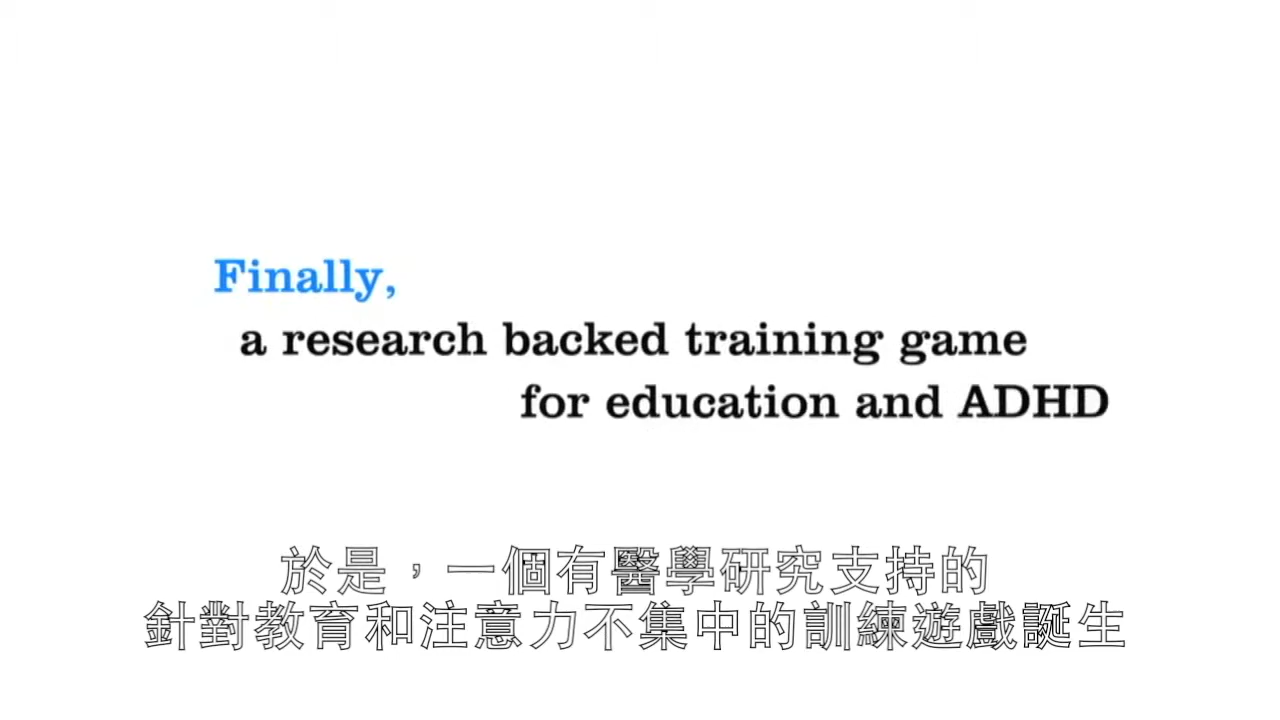 Finally,
a research backed training game
for education and ADHD
於是，一個有醫學研究支持的
針對教育和注意力不集中的訓練遊戲誕生